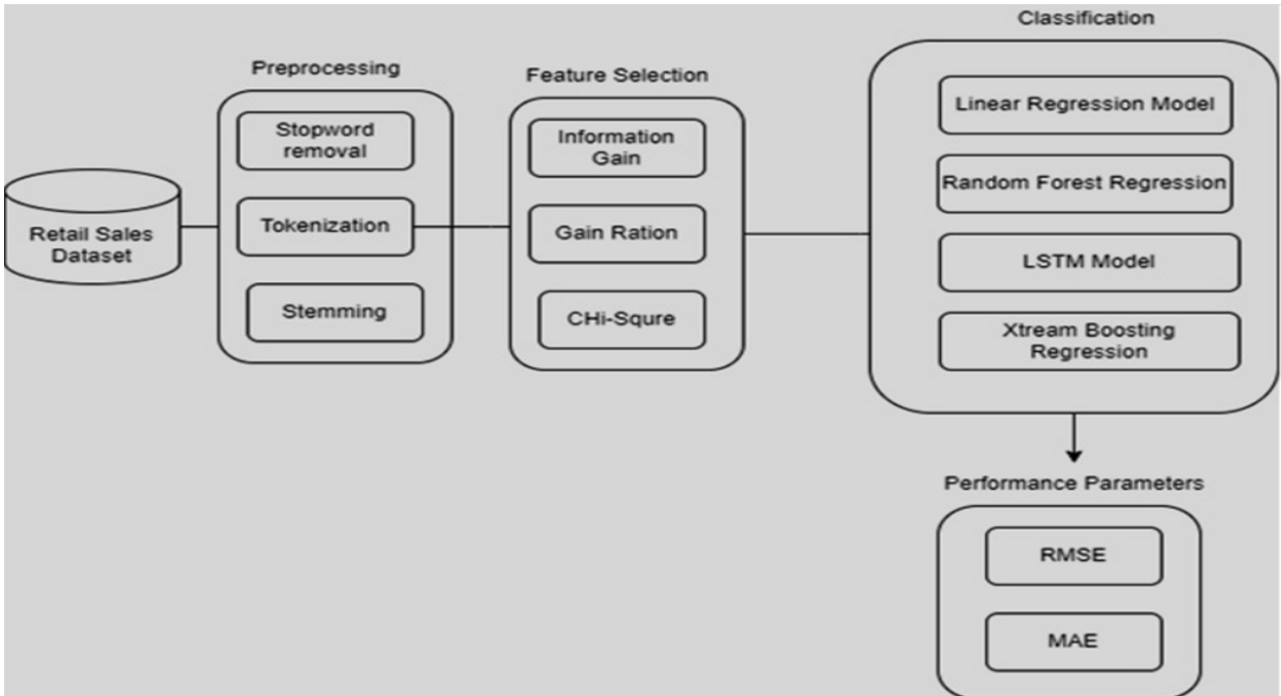 Retail Sales
Dataset
Preprocessing
Stopword
removal
Tokenization
Stemming
Feature Selection
Information
Gain
Gain Ration
CHi-Squre
Classification
Linear Regression Model
Random Forest Regression
LSTM Model
Xtream Boosting
Regression
Performance Parameters
RMSE
MAE